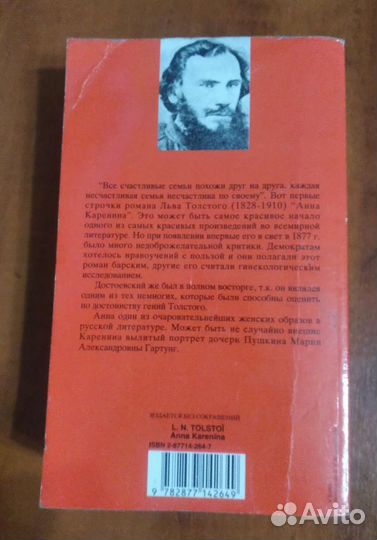 "Все счастливые семьи похожи друг на друга, каждая
несчастливая семья несчастлива по своему". Вот первые
строчки романа Льва Толстого (1828-1910) "Анна
Каренина". Это может быть самое красивое начало
одного из самых красивых произведений во всемирной
литературе. Но при появлении впервые его в свет в 1877 г.
было много недоброжелательной критики. Демократам
хотелось нравоучений с пользой и они полагали этот
роман барским, другие его считали гинекологическим
исследованием.
Достоевский же был в полном восторге, т.к. он являлся
одним из тех немногих, которые были способны оценить
по достоинству гений Толстого.
Анна один из очаровательнейших женских образов в
русской литературе. Может быть не случайно внешне
Каренина вылитый портрет дочери Пушкина Марии
Александровны Гартунг.
ИЗДАЕТСЯ БЕЗ СОКРАЩЕНИЙ
L. N. TOLSTOÏ
Anna Karenina
ISBN 2-87714-264-7
9 782877 142649
Avito